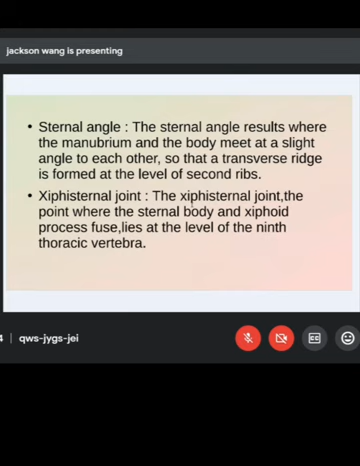 jackson wang is presenting
• Sternal angle : The sternal angle results where
the manubrium and the body meet at a slight
angle to each other, so that a transverse ridge
is formed at the level of second ribs.
• Xiphisternal joint : The xiphisternal joint,the
point where the sternal body and xiphoid
process fuse,lies at the level of the ninth
thoracic vertebra.
4 | qws-jygs-jei
CC